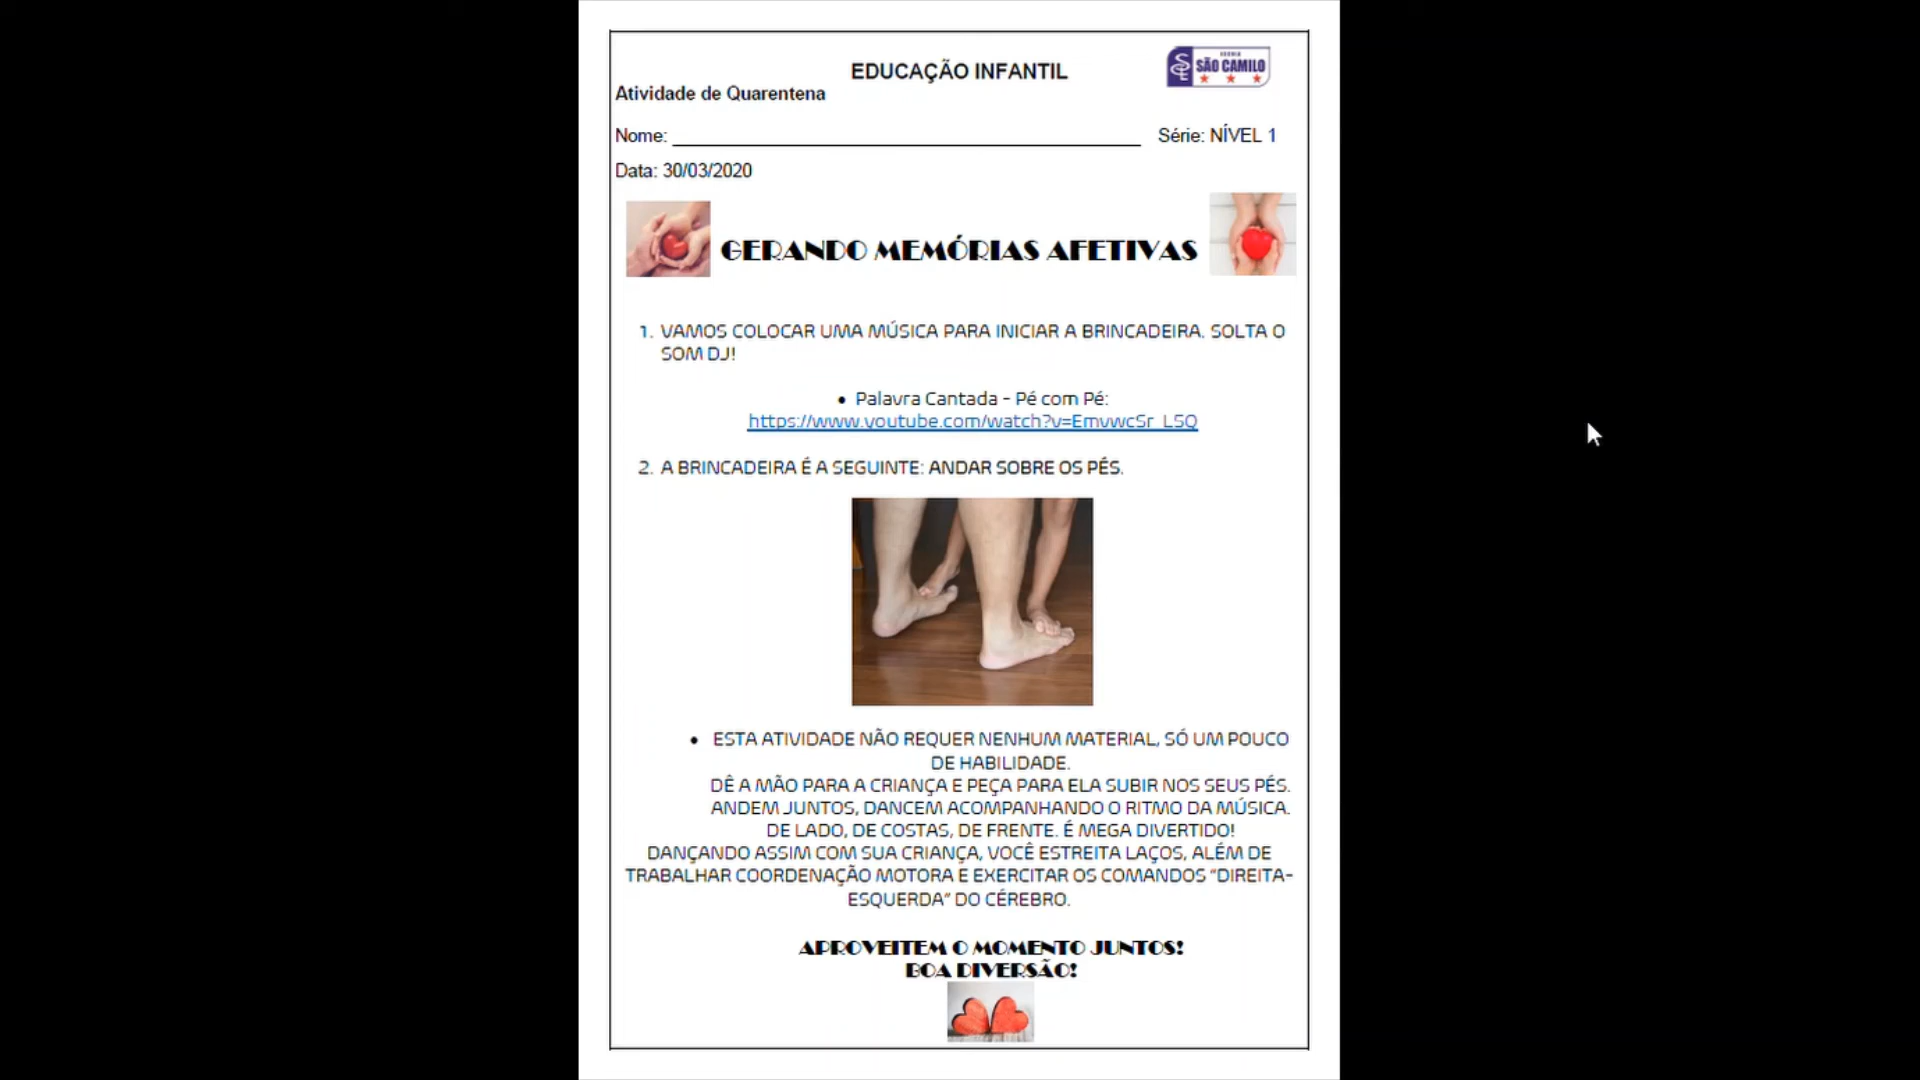 EDUCAÇÃO INFANTIL
ESCOLA
SÃO CAMILO
Atividade de Quarentena
Nome: Série: NÍVEL 1
Data: 30/03/2020
GERANDO MEMÓRIAS AFETIVAS
1. VAMOS COLOCAR UMA MÚSICA PARA INICIAR A BRINCADEIRA. SOLTA O
SOM DJ!
• Palavra Cantada - Pé com Pé:
https://www.youtube.com/watch?v=EmvwcSr_L5Q
2. A BRINCADEIRA É A SEGUINTE: ANDAR SOBRE OS PÉS.
• ESTA ATIVIDADE NÃO REQUER NENHUM MATERIAL, SÓ UM POUCO
DE HABILIDADE.
DÊ A MÃO PARA A CRIANÇA E PEÇA PARA ELA SUBIR NOS SEUS PÉS.
ANDEM JUNTOS, DANCEM ACOMPANHANDO O RITMO DA MÚSICA.
DE LADO, DE COSTAS, DE FRENTE. É MEGA DIVERTIDO!
DANÇANDO ASSIM COM SUA CRIANÇA, VOCÊ ESTREITA LAÇOS, ALÉM DE
TRABALHAR COORDENAÇÃO MOTORA E EXERCITAR OS COMANDOS “DIREITA-
ESQUERDA” DO CÉREBRO.
APROVEITEM O MOMENTO JUNTOS!
BOA DIVERSÃO!